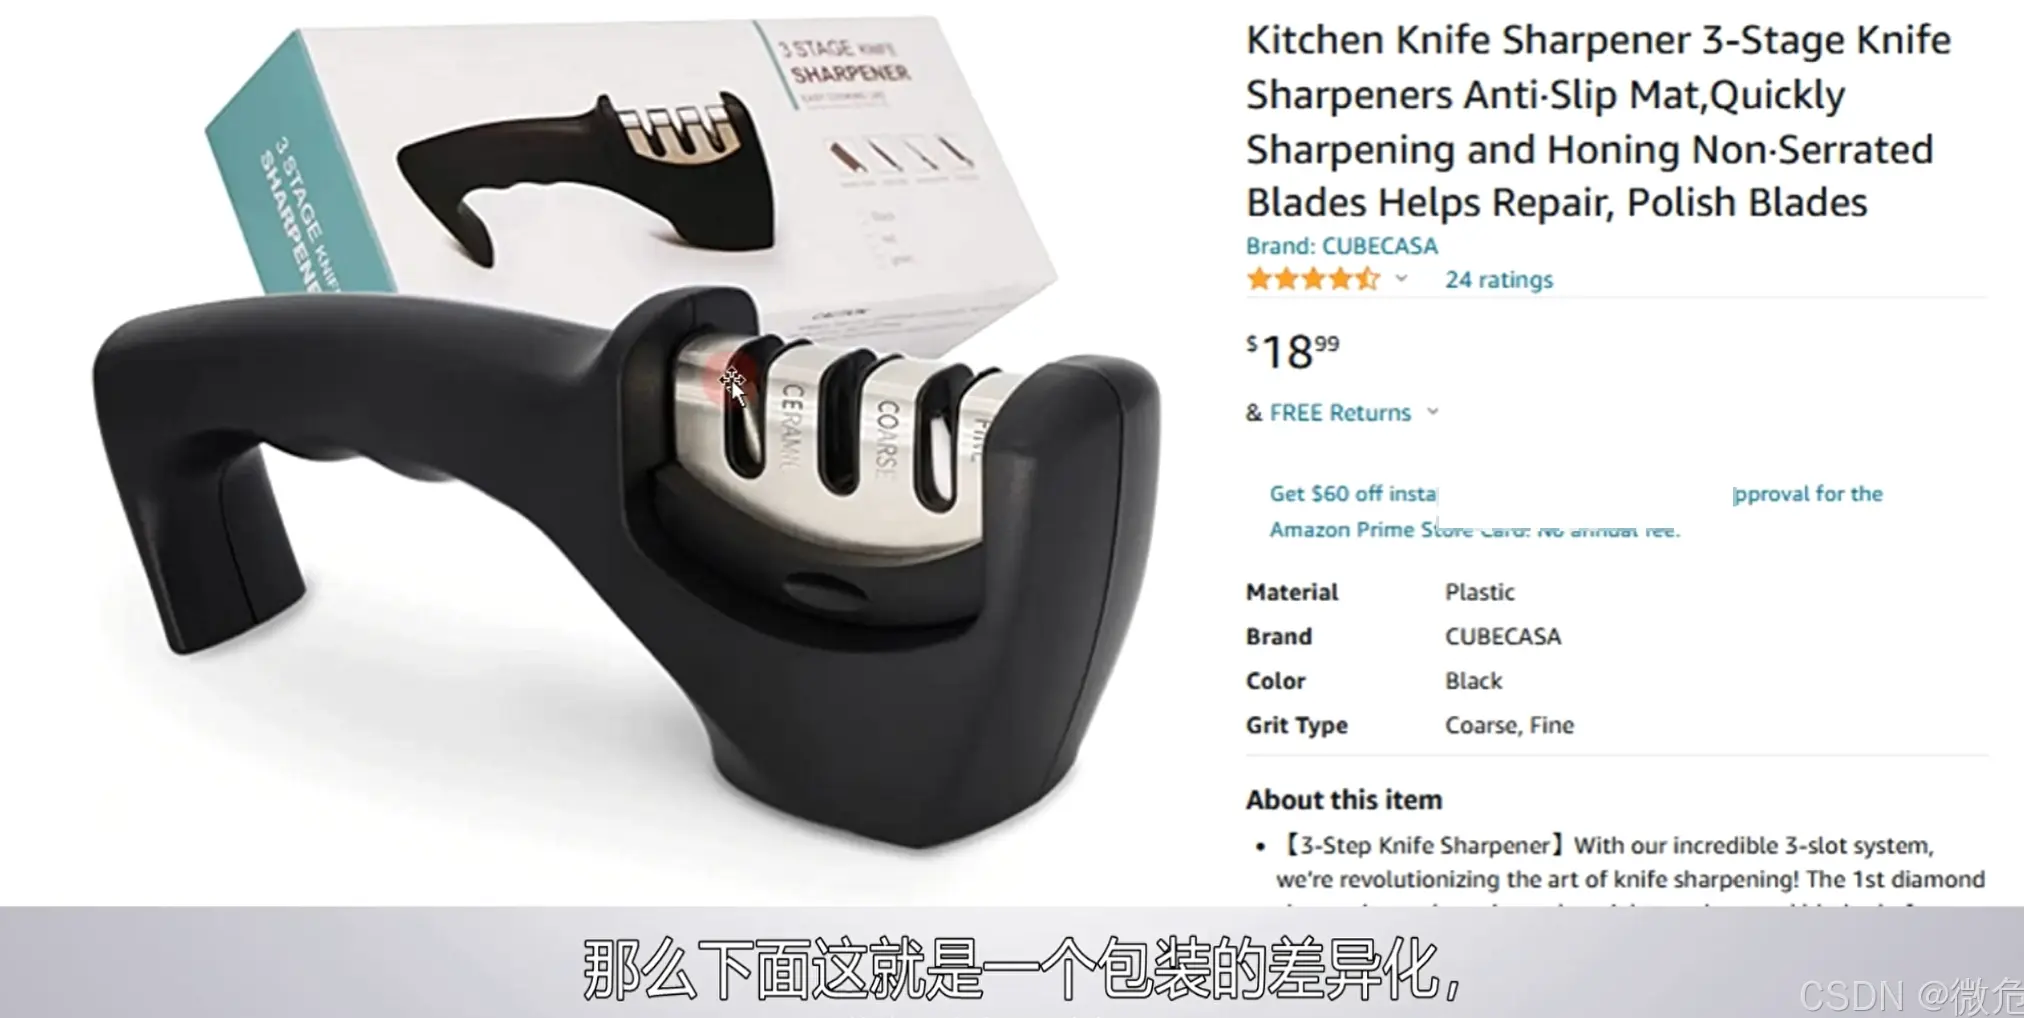 3 STAGE KNIFE
SHARPENER
EASY COOKING LIFE
3 STAGE KNIFE
SHARPENE
CERAMIC
COARSE
FINE
Kitchen Knife Sharpener 3-Stage Knife
Sharpeners Anti·Slip Mat,Quickly
Sharpening and Honing Non·Serrated
Blades Helps Repair, Polish Blades
Brand: CUBECASA
24 ratings
$18.99
& FREE Returns
Get $60 off insta pproval for the
Amazon Prime Store Card. No annual fee.
Material Plastic
Brand CUBECASA
Color Black
Grit Type Coarse, Fine
About this item
• 【3-Step Knife Sharpener】With our incredible 3-slot system,
we're revolutionizing the art of knife sharpening! The 1st diamond
那么下面这就是一个包装的差异化，
CSDN @微危